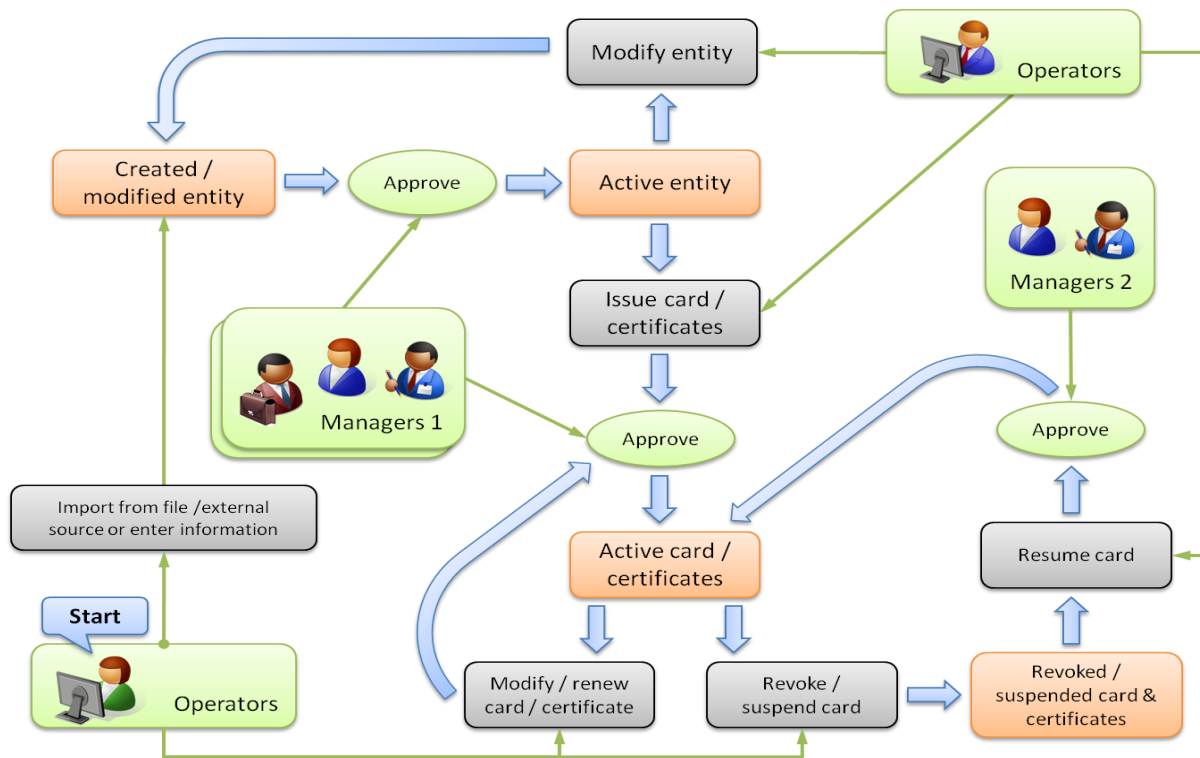 Modify entity
Operators
Created /
modified entity
Approve
Active entity
Managers 2
Issue card /
certificates
Managers 1
Approve
Approve
Import from file /external
source or enter information
Active card /
certificates
Resume card
Start
Operators
Modify / renew
card / certificate
Revoke /
suspend card
Revoked /
suspended card &
certificates